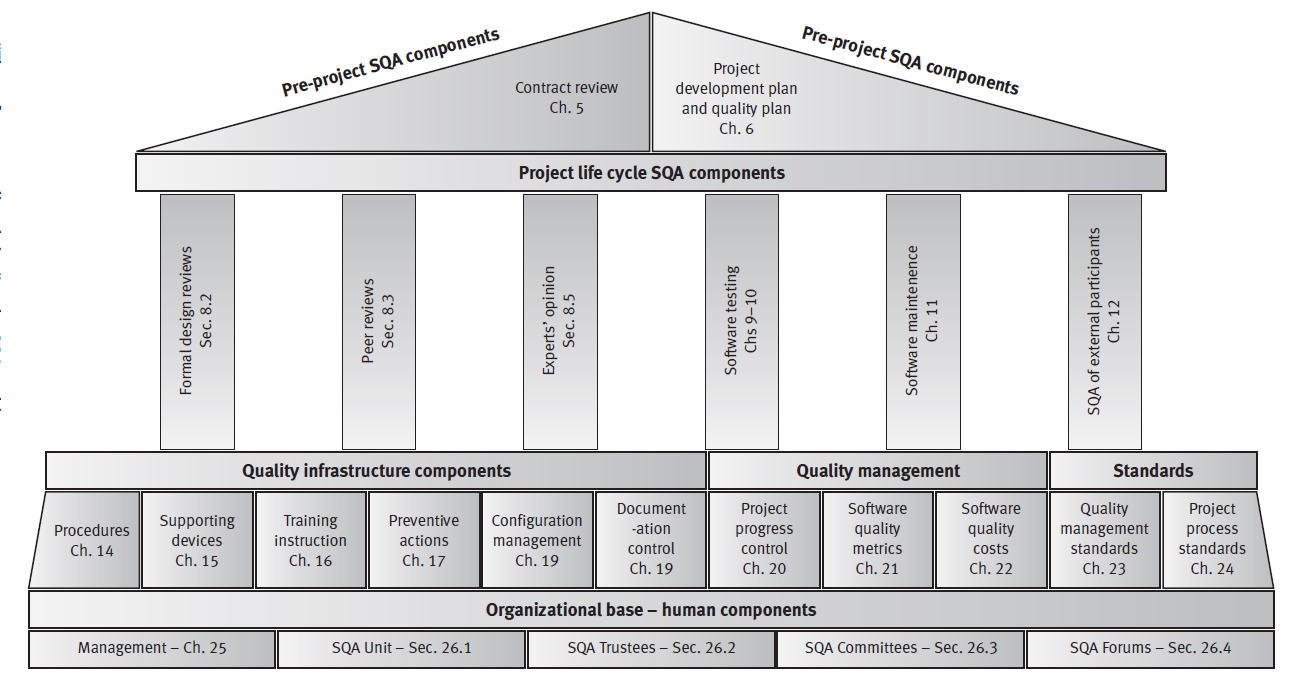 Pre-project SQA components
Pre-project SQA components
Contract review
Ch. 5
Project
development plan
and quality plan
Ch. 6
Project life cycle SQA components
Formal design reviews
Sec. 8.2
Peer reviews
Sec. 8.3
Experts' opinion
Sec. 8.5
Software testing
Chs 9–10
Software maintenence
Ch. 11
SQA of external participants
Ch. 12
Quality infrastructure components
Quality management
Standards
Procedures
Ch. 14
Supporting
devices
Ch. 15
Training
instruction
Ch. 16
Preventive
actions
Ch. 17
Configuration
management
Ch. 19
Document
-ation
control
Ch. 19
Project
progress
control
Ch. 20
Software
quality
metrics
Ch. 21
Software
quality
costs
Ch. 22
Quality
management
standards
Ch. 23
Project
process
standards
Ch. 24
Organizational base – human components
Management – Ch. 25
SQA Unit – Sec. 26.1
SQA Trustees – Sec. 26.2
SQA Committees – Sec. 26.3
SQA Forums – Sec. 26.4